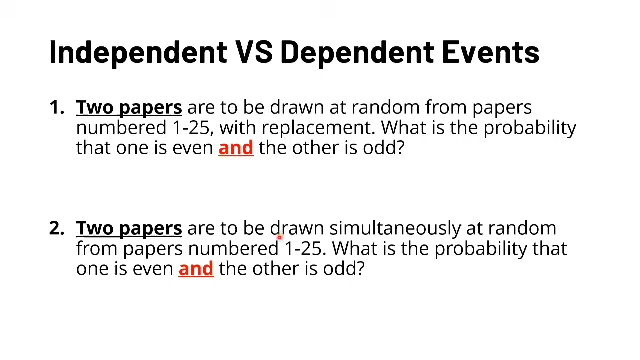 Independent VS Dependent Events
1. Two papers are to be drawn at random from papers
numbered 1-25, with replacement. What is the probability
that one is even and the other is odd?
2. Two papers are to be drawn simultaneously at random
from papers numbered 1-25. What is the probability that
one is even and the other is odd?